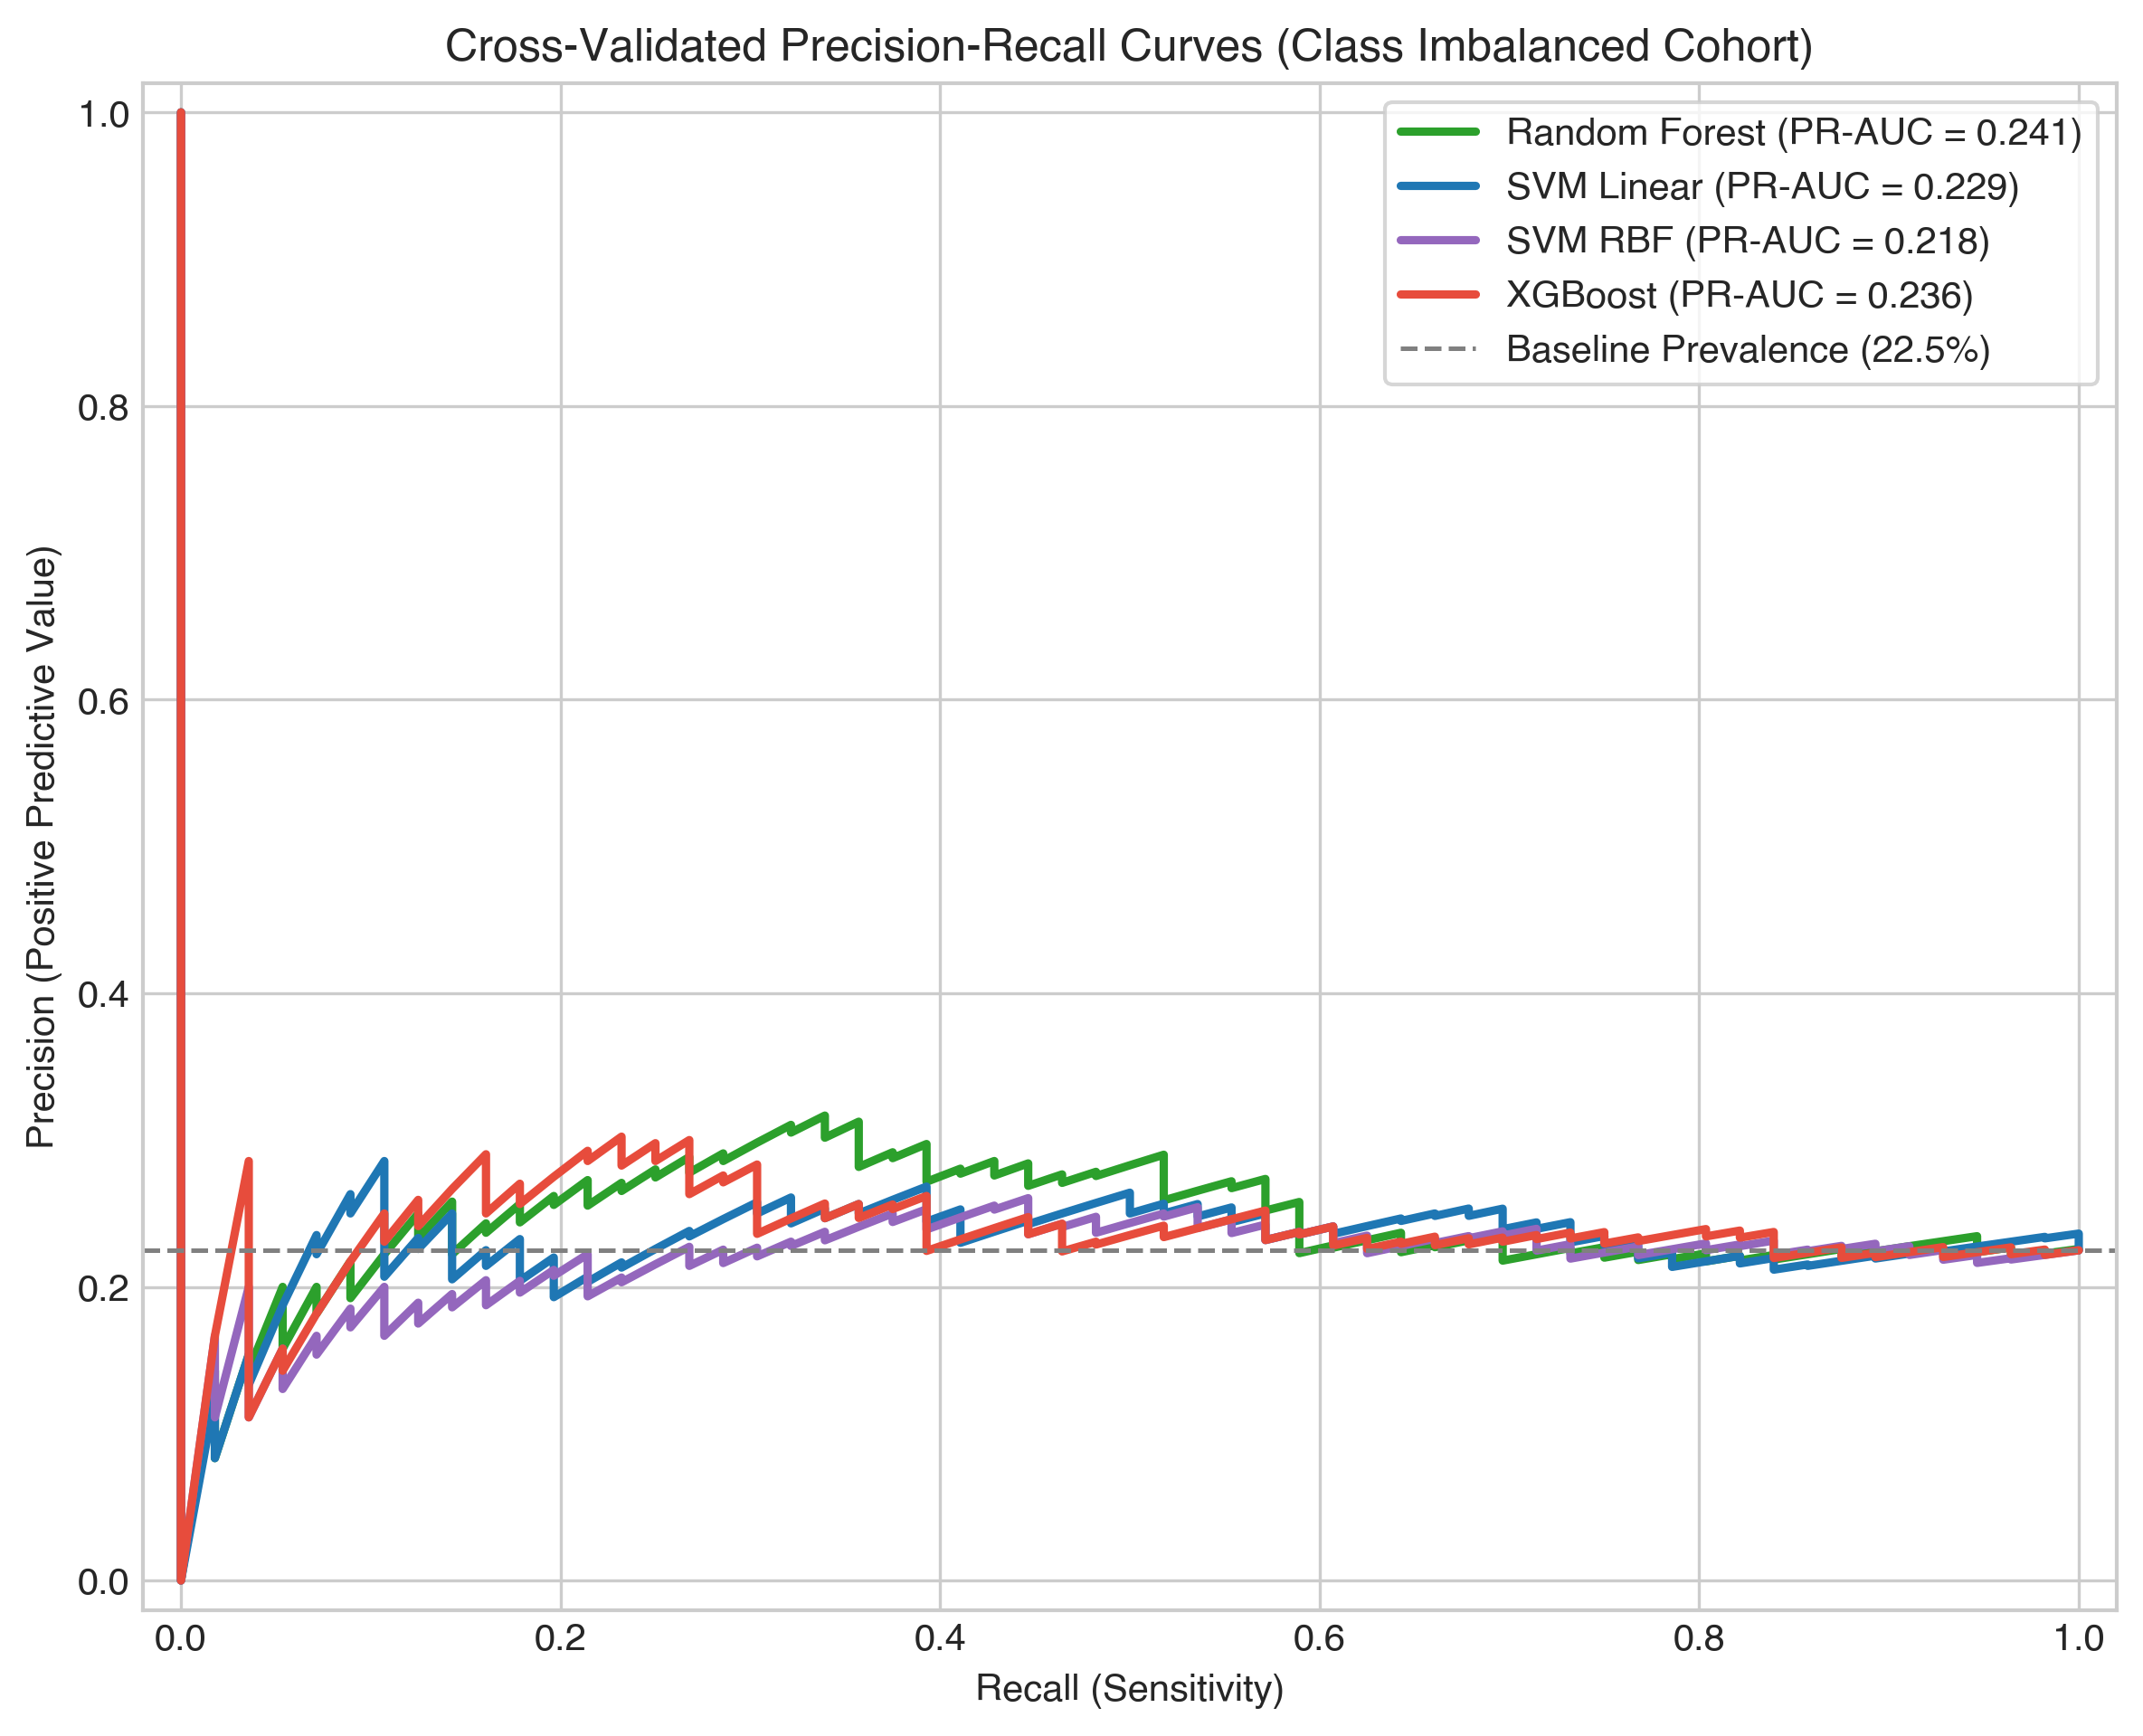 Cross-Validated Precision-Recall Curves (Class Imbalanced Cohort)
Random Forest (PR-AUC = 0.241)
SVM Linear (PR-AUC = 0.229)
SVM RBF (PR-AUC = 0.218)
XGBoost (PR-AUC = 0.236)
Baseline Prevalence (22.5%)
Precision (Positive Predictive Value)
1.0
0.8
0.6
0.4
0.2
0.0
0.0 0.2 0.4 0.6 0.8 1.0
Recall (Sensitivity)